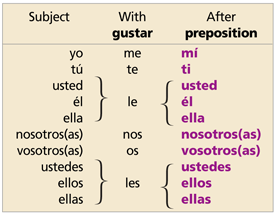 Subject With After
gustar preposition
yo me mí
tú te ti
usted usted
él le él
ella ella
nosotros(as) nos nosotros(as)
vosotros(as) os vosotros(as)
ustedes ustedes
ellos les ellos
ellas ellas